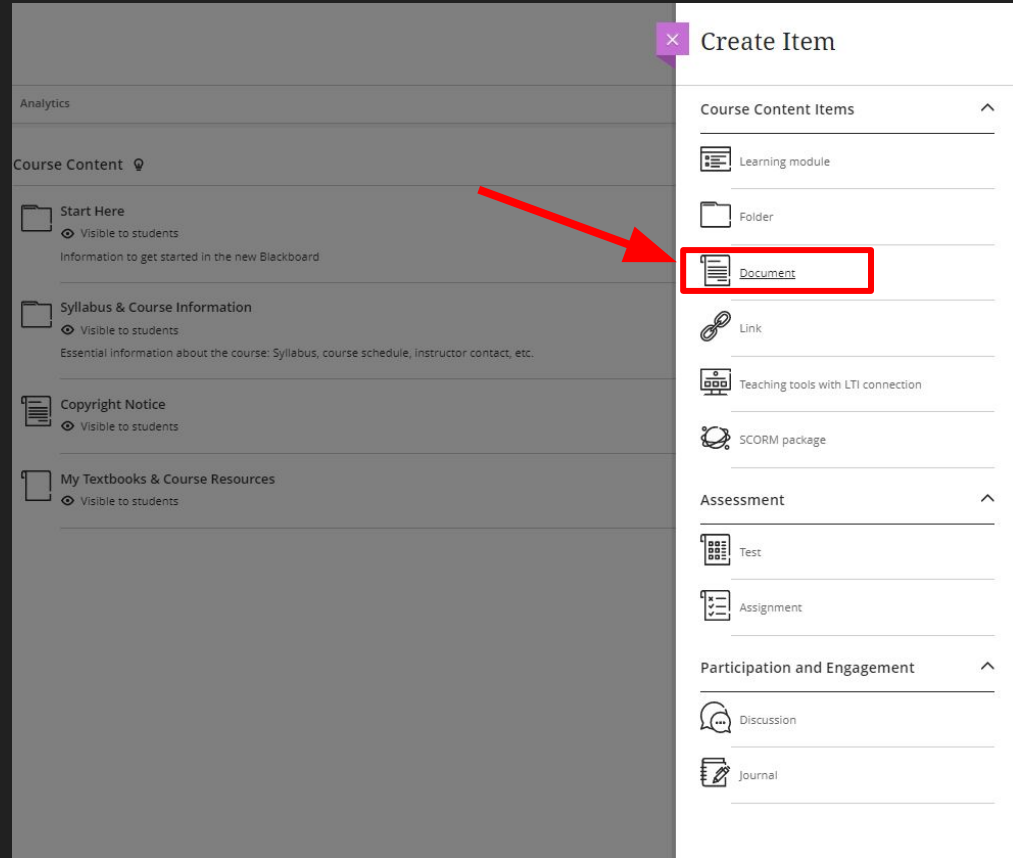 Analytics
Course Content
Start Here
Visible to students
Information to get started in the new Blackboard
Syllabus & Course Information
Visible to students
Essential information about the course: Syllabus, course schedule, instructor contact, etc.
Copyright Notice
Visible to students
My Textbooks & Course Resources
Visible to students
Create Item
Course Content Items
Learning module
Folder
Document
Link
Teaching tools with LTI connection
SCORM package
Assessment
Test
Assignment
Participation and Engagement
Discussion
Journal